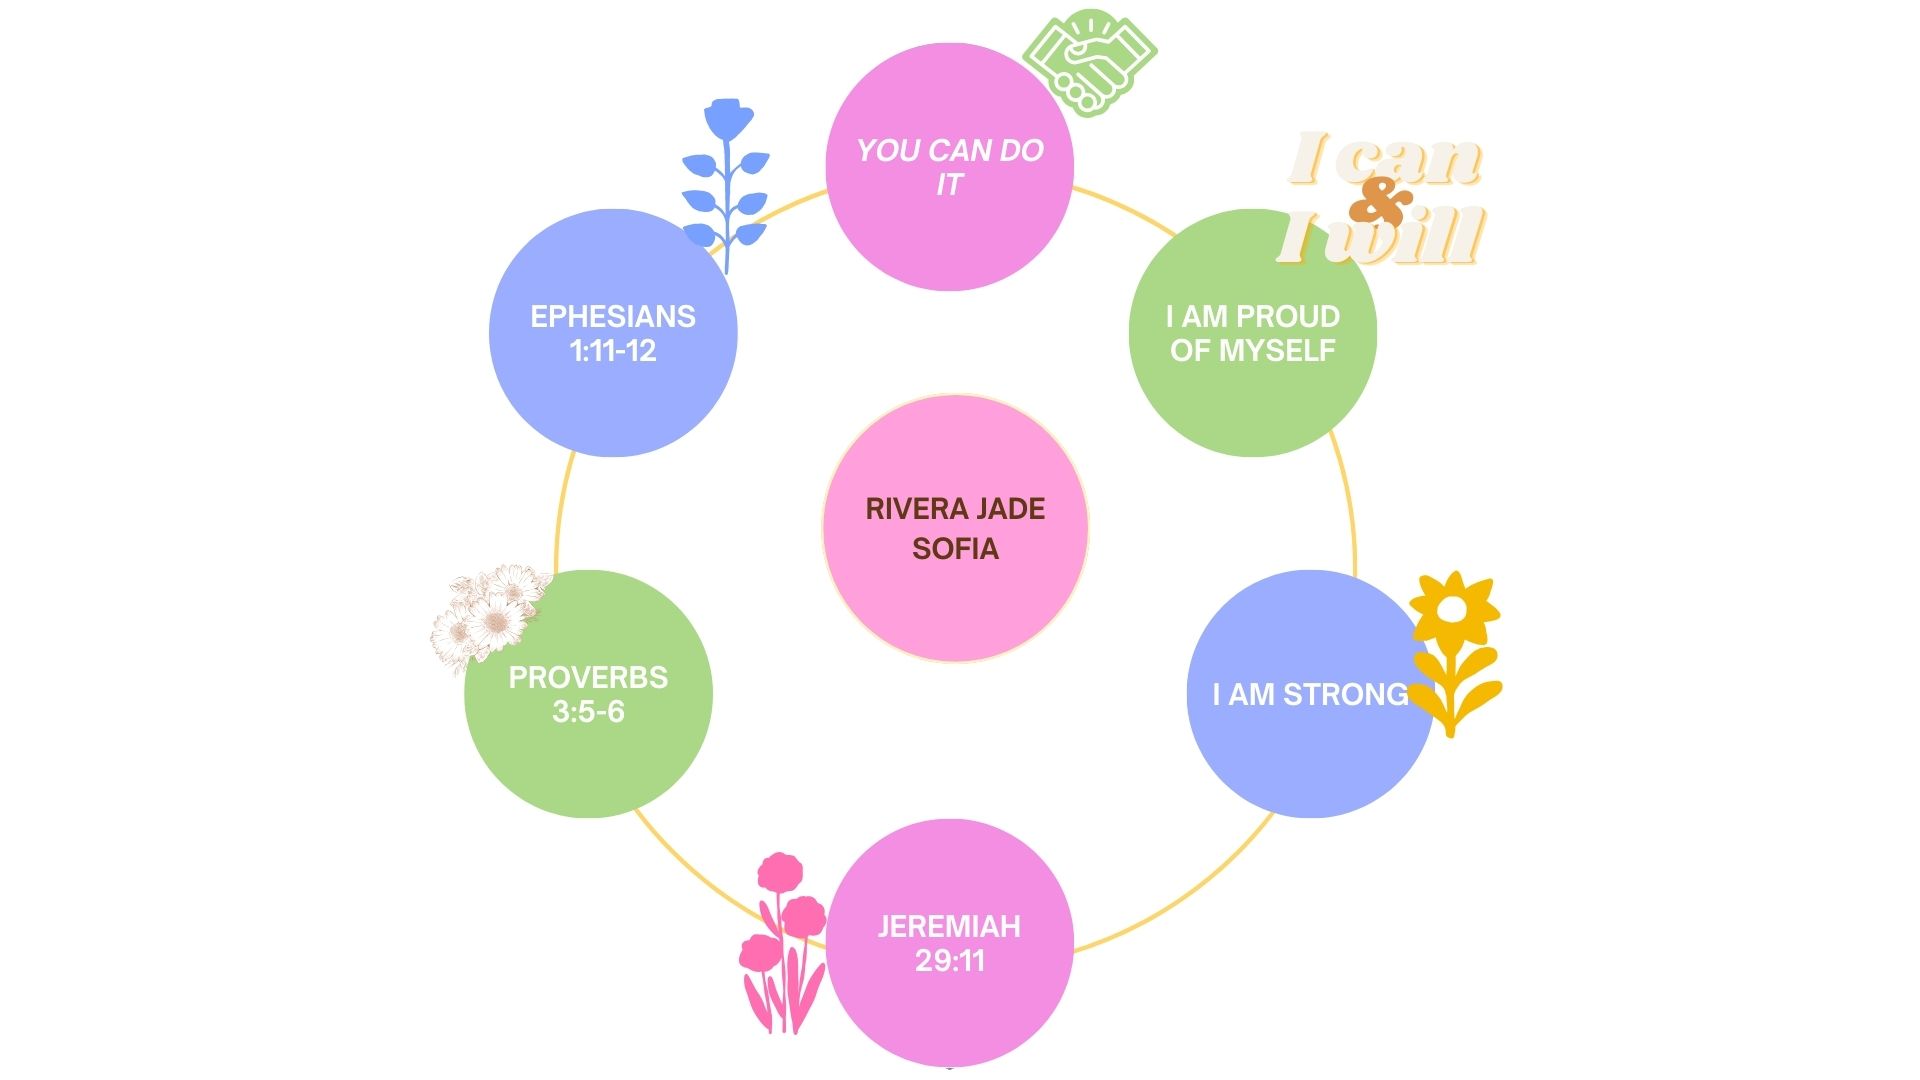 YOU CAN DO
IT
I can
&
I will
I AM PROUD
OF MYSELF
EPHESIANS
1:11-12
RIVERA JADE
SOFIA
I AM STRONG
PROVERBS
3:5-6
JEREMIAH
29:11